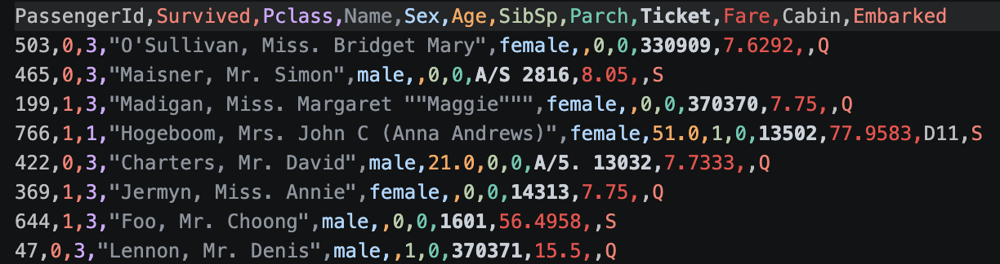 PassengerId,Survived,Pclass,Name,Sex,Age,SibSp,Parch,Ticket,Fare,Cabin,Embarked
503,0,3,"O'Sullivan, Miss. Bridget Mary",female,,0,0,330909,7.6292,,Q
465,0,3,"Maisner, Mr. Simon",male,,0,0,A/S 2816,8.05,,S
199,1,3,"Madigan, Miss. Margaret ""Maggie""",female,,0,0,370370,7.75,,Q
766,1,1,"Hogeboom, Mrs. John C (Anna Andrews)",female,51.0,1,0,13502,77.9583,D11,S
422,0,3,"Charters, Mr. David",male,21.0,0,0,A/5. 13032,7.7333,,Q
369,1,3,"Jermyn, Miss. Annie",female,,0,0,14313,7.75,,Q
644,1,3,"Foo, Mr. Choong",male,,0,0,1601,56.4958,,S
47,0,3,"Lennon, Mr. Denis",male,,1,0,370371,15.5,,Q